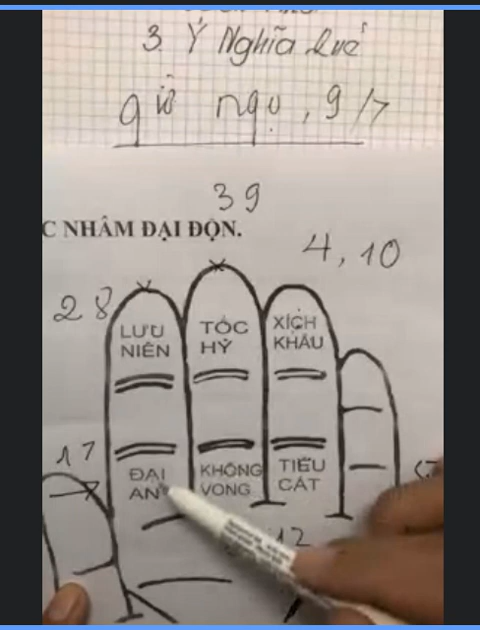 3. Ý Nghĩa Quẻ
giờ ngọ, 9/7
39
C NHÂM ĐẠI ĐỘN.
4, 10
28
LƯU NIÊN
TỐC HỶ
XÍCH KHẨU
17
ĐẠI AN
KHÔNG VONG
TIỂU CÁT
12